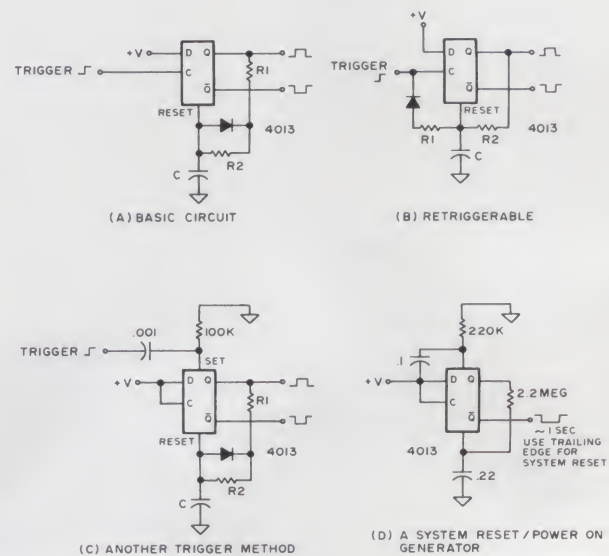 +V
D
Q
TRIGGER
C
Q
RESET
R1
4013
R2
C
(A) BASIC CIRCUIT
+V
TRIGGER
D
Q
C
Q
RESET
4013
R1
R2
C
(B) RETRIGGERABLE
.001
100K
TRIGGER
SET
+V
D
Q
C
Q
R1
RESET
4013
R2
C
(C) ANOTHER TRIGGER METHOD
220K
.1
+V
D
Q
C
Q
2.2 MEG
~1 SEC
USE TRAILING
EDGE FOR
SYSTEM RESET
4013
.22
(D) A SYSTEM RESET / POWER ON
GENERATOR